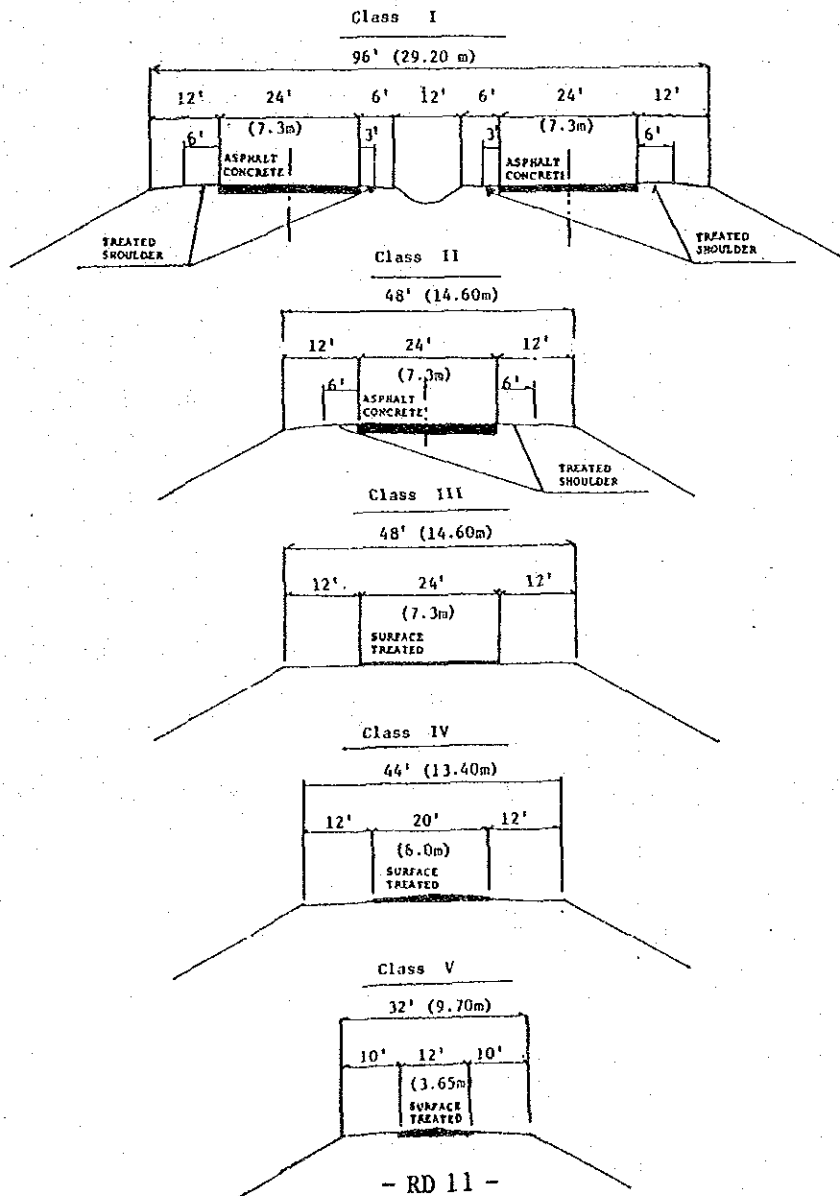 Class I
96' (29.20 m)
12' 24' 6' 12' 6' 24' 12'
6' (7.3m) 3' 3' (7.3m) 6'
ASPHALT CONCRETE ASPHALT CONCRETE
TREATED SHOULDER TREATED SHOULDER
Class II
48' (14.60m)
12' 24' 12'
6' (7.3m) 6'
ASPHALT
CONCRETE
TREATED
SHOULDER
Class III
48' (14.60m)
12' 24' 12'
(7.3m)
SURFACE
TREATED
Class IV
44' (13.40m)
12' 20' 12'
(6.0m)
SURFACE
TREATED
Class V
32' (9.70m)
10' 12' 10'
(3.65m
SURFACE
TREATED
- RD 11 -